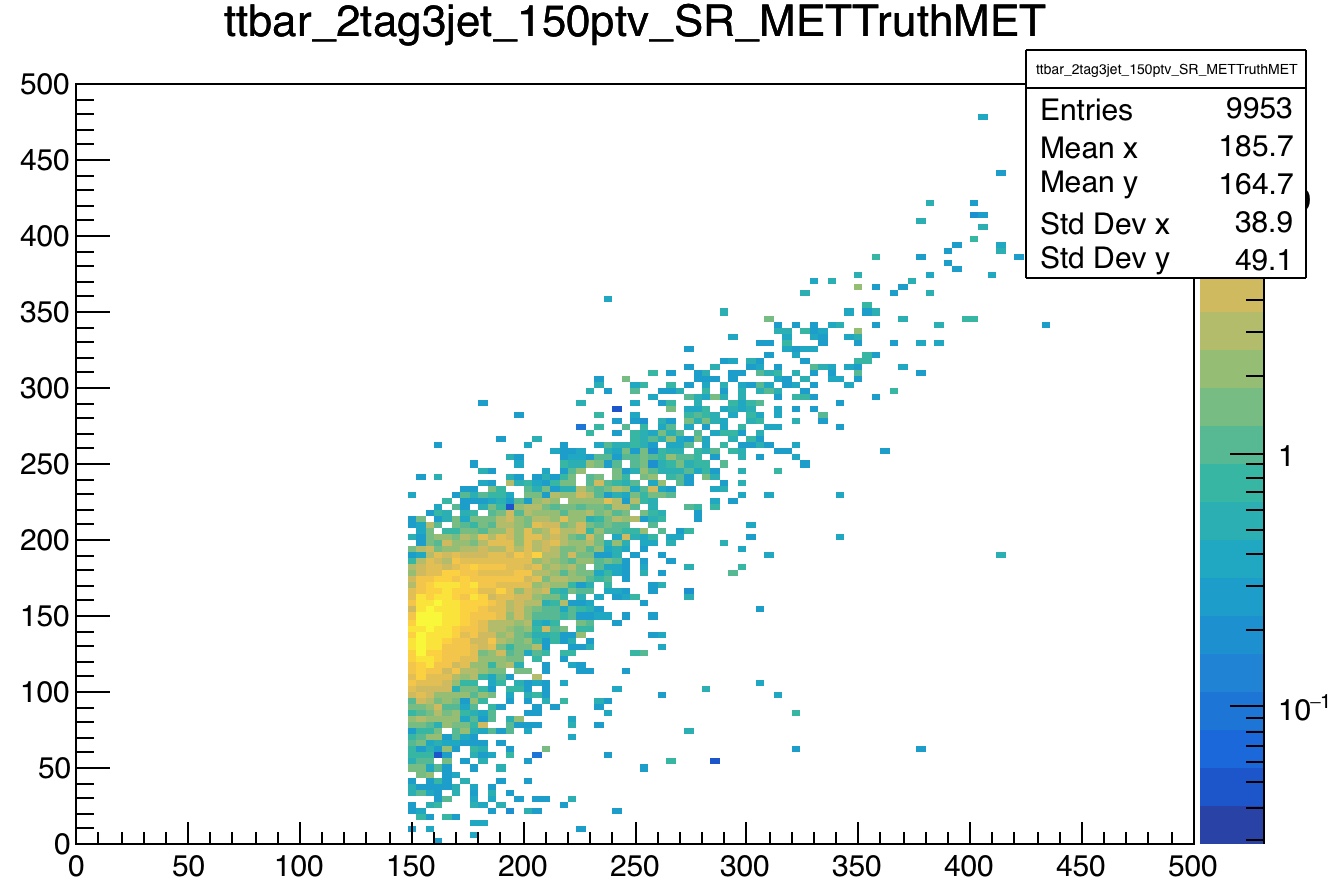 ttbar_2tag3jet_150ptv_SR_METTruthMET
ttbar_2tag3jet_150ptv_SR_METTruthMET
Entries 9953
Mean x 185.7
Mean y 164.7
Std Dev x 38.9
Std Dev y 49.1
500
450
400
350
300
250
200
150
100
50
0
0 50 100 150 200 250 300 350 400 450 500
1
10⁻¹